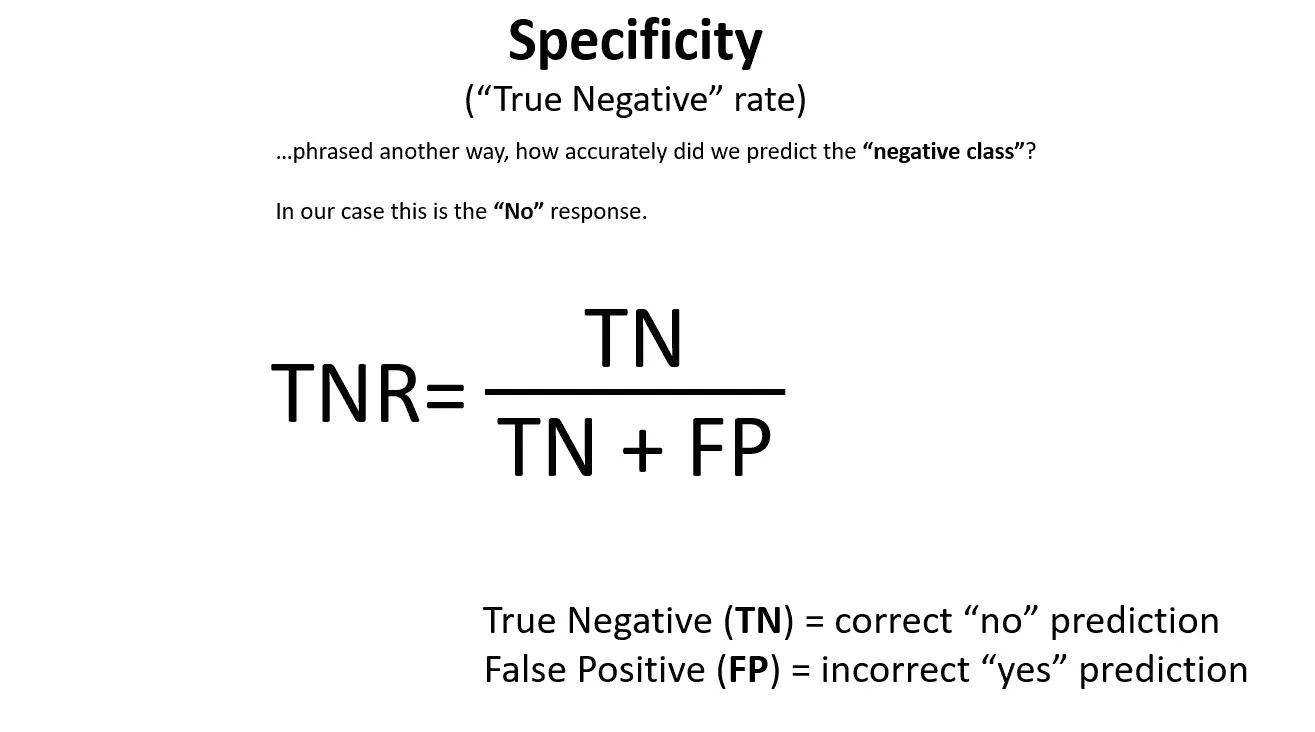 Specificity
(“True Negative” rate)
…phrased another way, how accurately did we predict the “negative class”?
In our case this is the “No” response.
TN
TNR=
TN + FP
True Negative (TN) = correct “no” prediction
False Positive (FP) = incorrect “yes” prediction